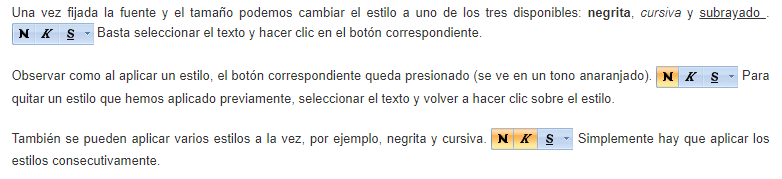 Una vez fijada la fuente y el tamaño podemos cambiar el estilo a uno de los tres disponibles: negrita, cursiva y subrayado .
N K S Basta seleccionar el texto y hacer clic en el botón correspondiente.
Observar como al aplicar un estilo, el botón correspondiente queda presionado (se ve en un tono anaranjado). N K S Para
quitar un estilo que hemos aplicado previamente, seleccionar el texto y volver a hacer clic sobre el estilo.
También se pueden aplicar varios estilos a la vez, por ejemplo, negrita y cursiva. N K S Simplemente hay que aplicar los
estilos consecutivamente.